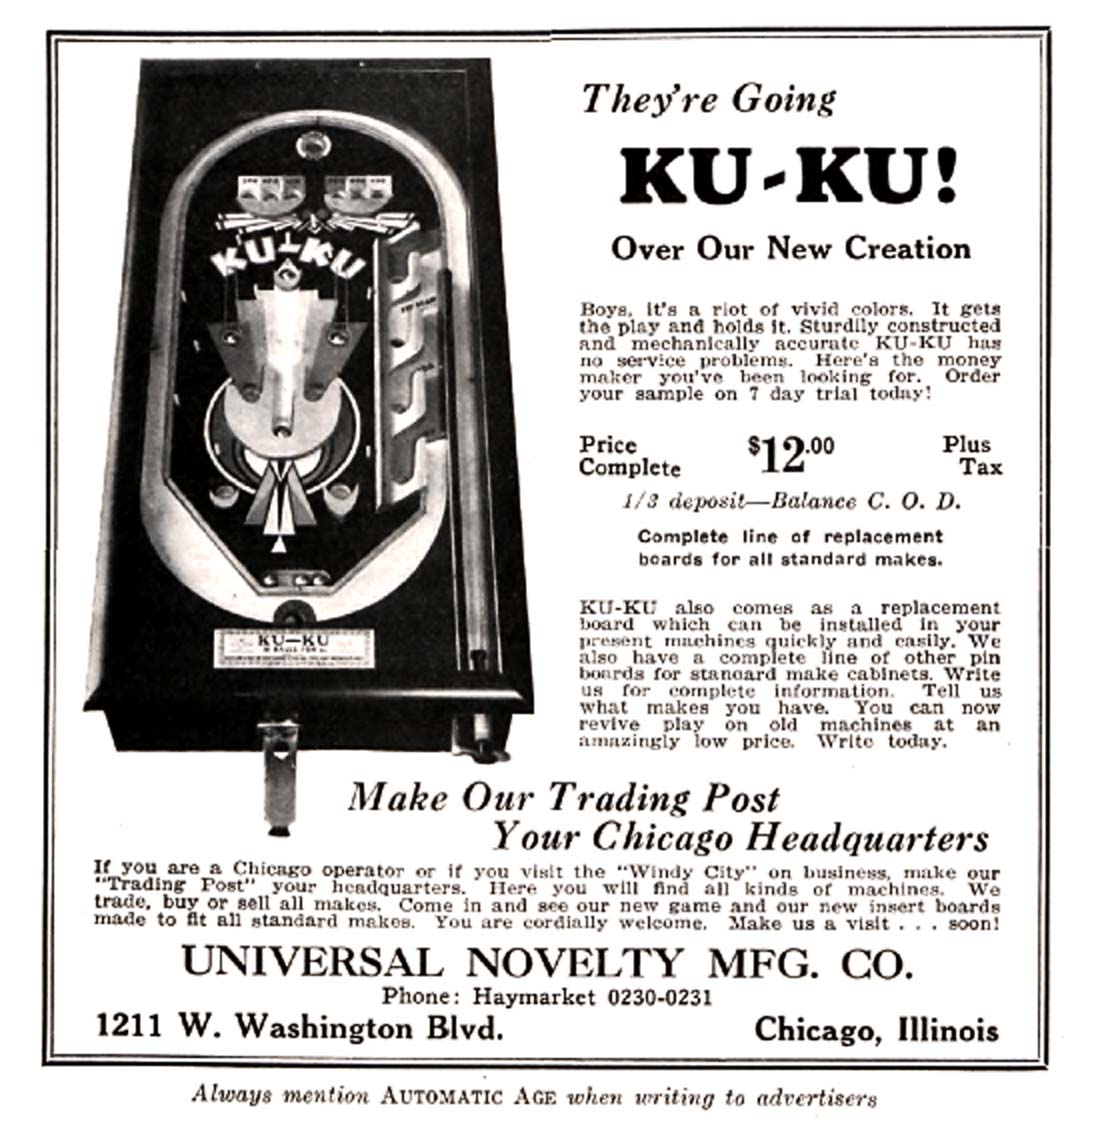 They're Going
KU-KU!
Over Our New Creation
Boys, it's a riot of vivid colors. It gets
the play and holds it. Sturdily constructed
and mechanically accurate KU-KU has
no service problems. Here's the money
maker you've been looking for. Order
your sample on 7 day trial today!
Price Complete $12.00 Plus Tax
1/3 deposit—Balance C. O. D.
Complete line of replacement
boards for all standard makes.
KU-KU also comes as a replacement
board which can be installed in your
present machines quickly and easily. We
also have a complete line of other pin
boards for standard make cabinets. Write
us for complete information. Tell us
what makes you have. You can now
revive play on old machines at an
amazingly low price. Write today.
KU-KU
KU—KU
Make Our Trading Post
Your Chicago Headquarters
If you are a Chicago operator or if you visit the "Windy City" on business, make our
"Trading Post" your headquarters. Here you will find all kinds of machines. We
trade, buy or sell all makes. Come in and see our new game and our new insert boards
made to fit all standard makes. You are cordially welcome. Make us a visit . . . soon!
UNIVERSAL NOVELTY MFG. CO.
Phone: Haymarket 0230-0231
1211 W. Washington Blvd. Chicago, Illinois
Always mention AUTOMATIC AGE when writing to advertisers